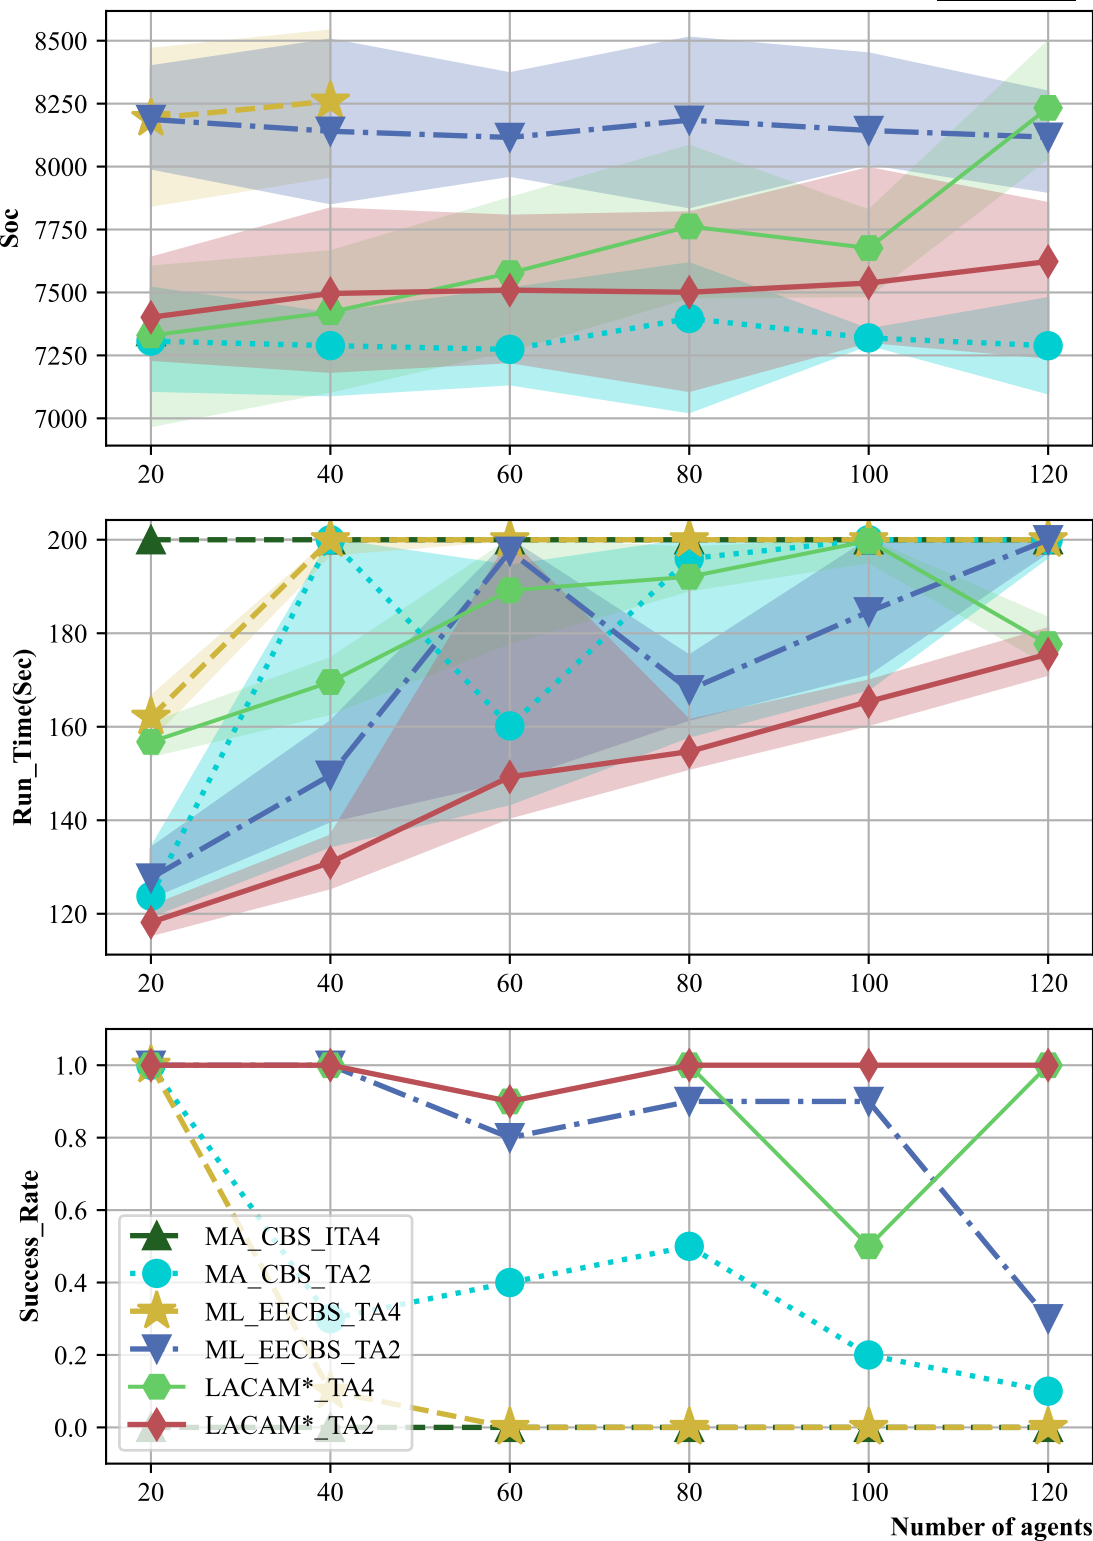 8500
8250
8000
7750
7500
7250
7000
Soc
20 40 60 80 100 120
200
180
160
140
120
Run_Time(Sec)
20 40 60 80 100 120
1.0
0.8
0.6
0.4
0.2
0.0
Success_Rate
MA_CBS_ITA4
MA_CBS_TA2
ML_EECBS_TA4
ML_EECBS_TA2
LACAM*_TA4
LACAM*_TA2
20 40 60 80 100 120
Number of agents